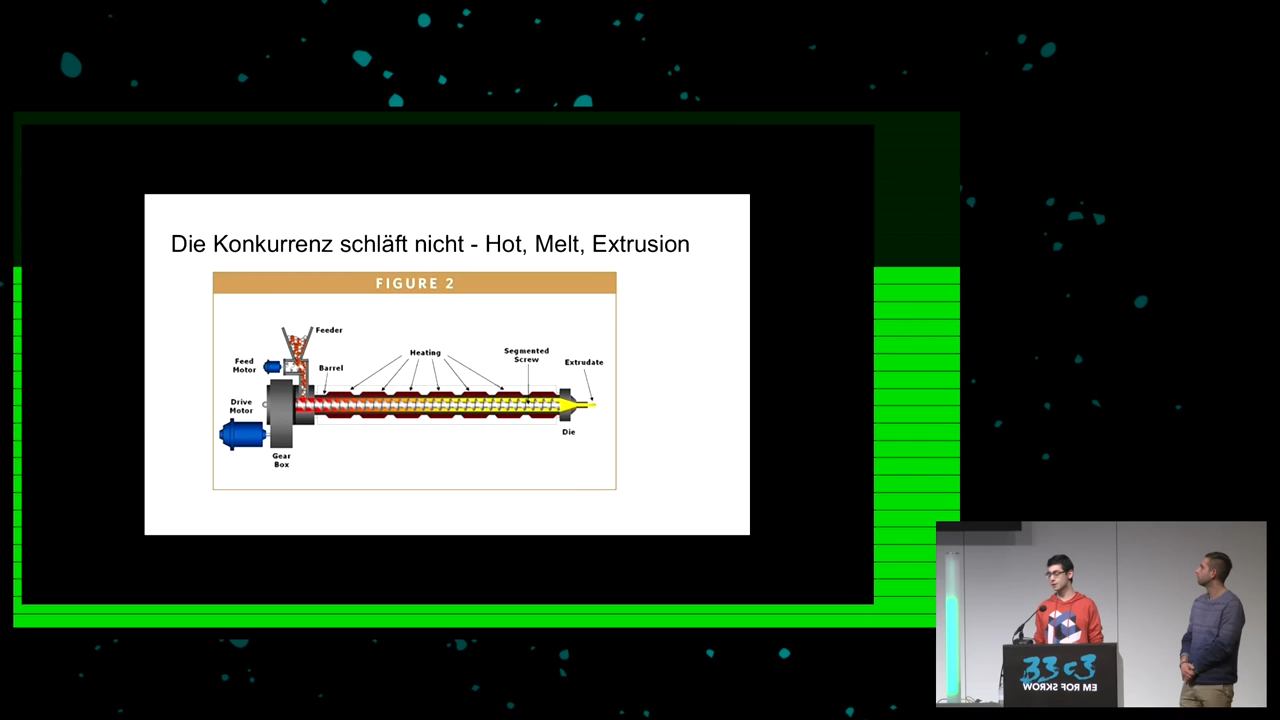 Die Konkurrenz schläft nicht - Hot, Melt, Extrusion
FIGURE 2
Feeder
Feed
Motor
Barrel
Heating
Segmented
Screw
Extrudate
Drive
Motor
Gear
Box
Die
33c3
WORKS FOR ME